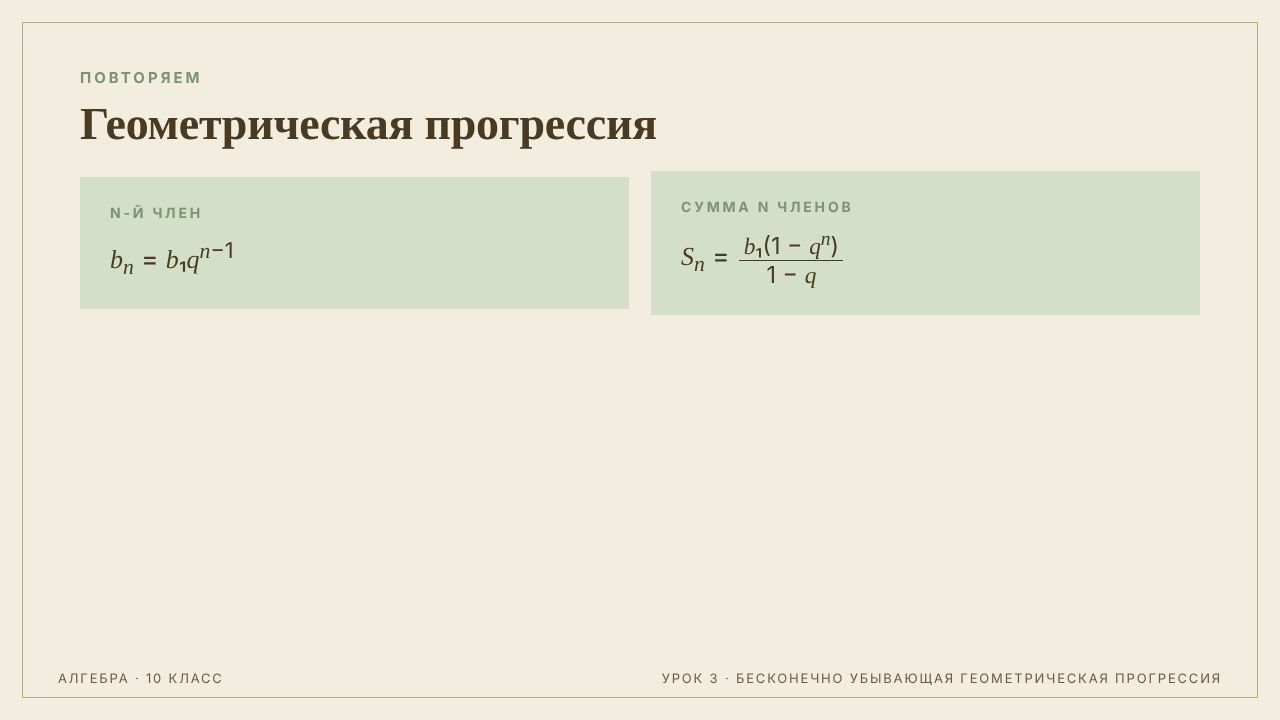 ПОВТОРЯЕМ
Геометрическая прогрессия
N-Й ЧЛЕН
bₙ = b₁qⁿ⁻¹
СУММА N ЧЛЕНОВ
Sₙ = b₁(1 − qⁿ) / 1 − q
АЛГЕБРА · 10 КЛАСС
УРОК 3 · БЕСКОНЕЧНО УБЫВАЮЩАЯ ГЕОМЕТРИЧЕСКАЯ ПРОГРЕССИЯ